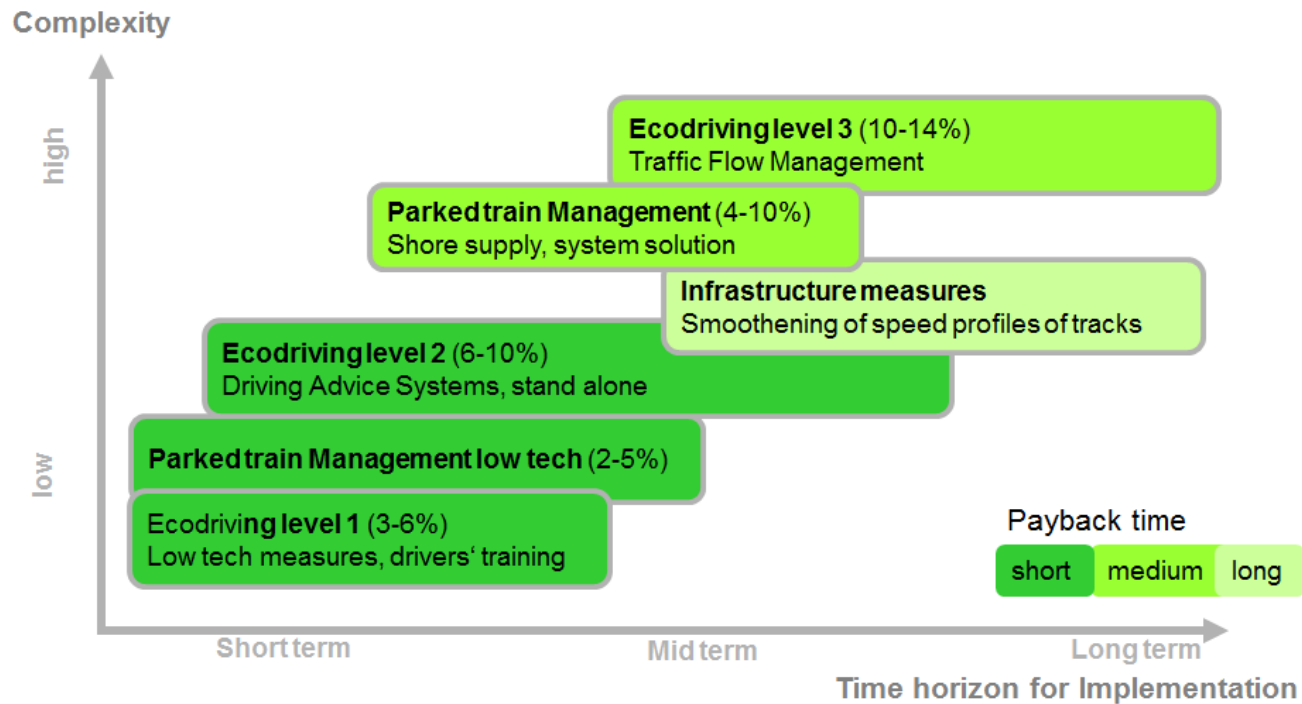 Complexity
high
Ecodrivinglevel 3 (10-14%)
Traffic Flow Management
Parked train Management (4-10%)
Shore supply, system solution
Infrastructure measures
Smoothening of speed profiles of tracks
Ecodriving level 2 (6-10%)
Driving Advice Systems, stand alone
low
Parked train Management low tech (2-5%)
Ecodriving level 1 (3-6%)
Low tech measures, drivers‘ training
Payback time
short medium long
Short term Mid term Long term
Time horizon for Implementation